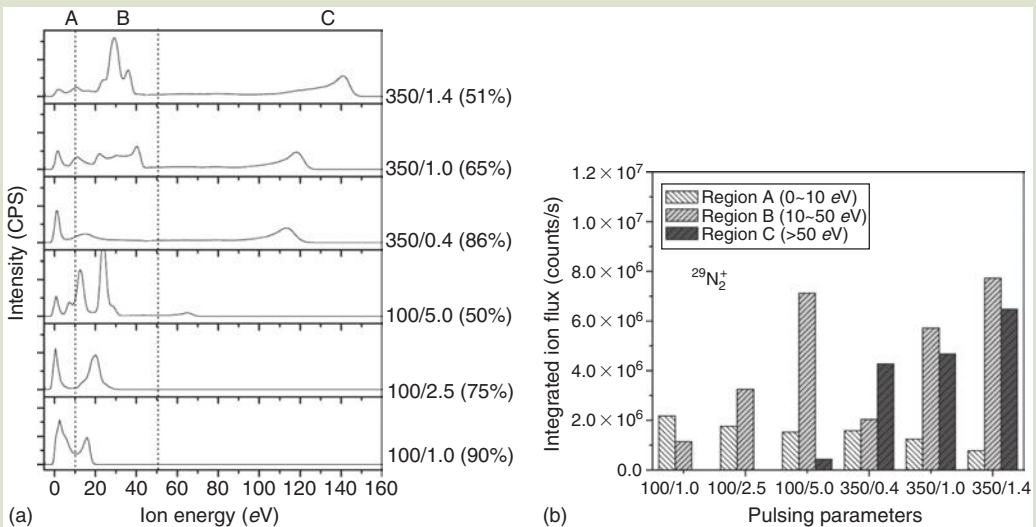 A B C
350/1.4 (51%)
350/1.0 (65%)
350/0.4 (86%)
100/5.0 (50%)
100/2.5 (75%)
100/1.0 (90%)
Intensity (CPS)
0 20 40 60 80 100 120 140 160
(a) Ion energy (eV)
Integrated ion flux (counts/s)
1.2 × 10⁷
1.0 × 10⁷
8.0 × 10⁶
6.0 × 10⁶
4.0 × 10⁶
2.0 × 10⁶
0.0
Region A (0~10 eV)
Region B (10~50 eV)
Region C (>50 eV)
²⁹N₂⁺
100/1.0 100/2.5 100/5.0 350/0.4 350/1.0 350/1.4
(b) Pulsing parameters